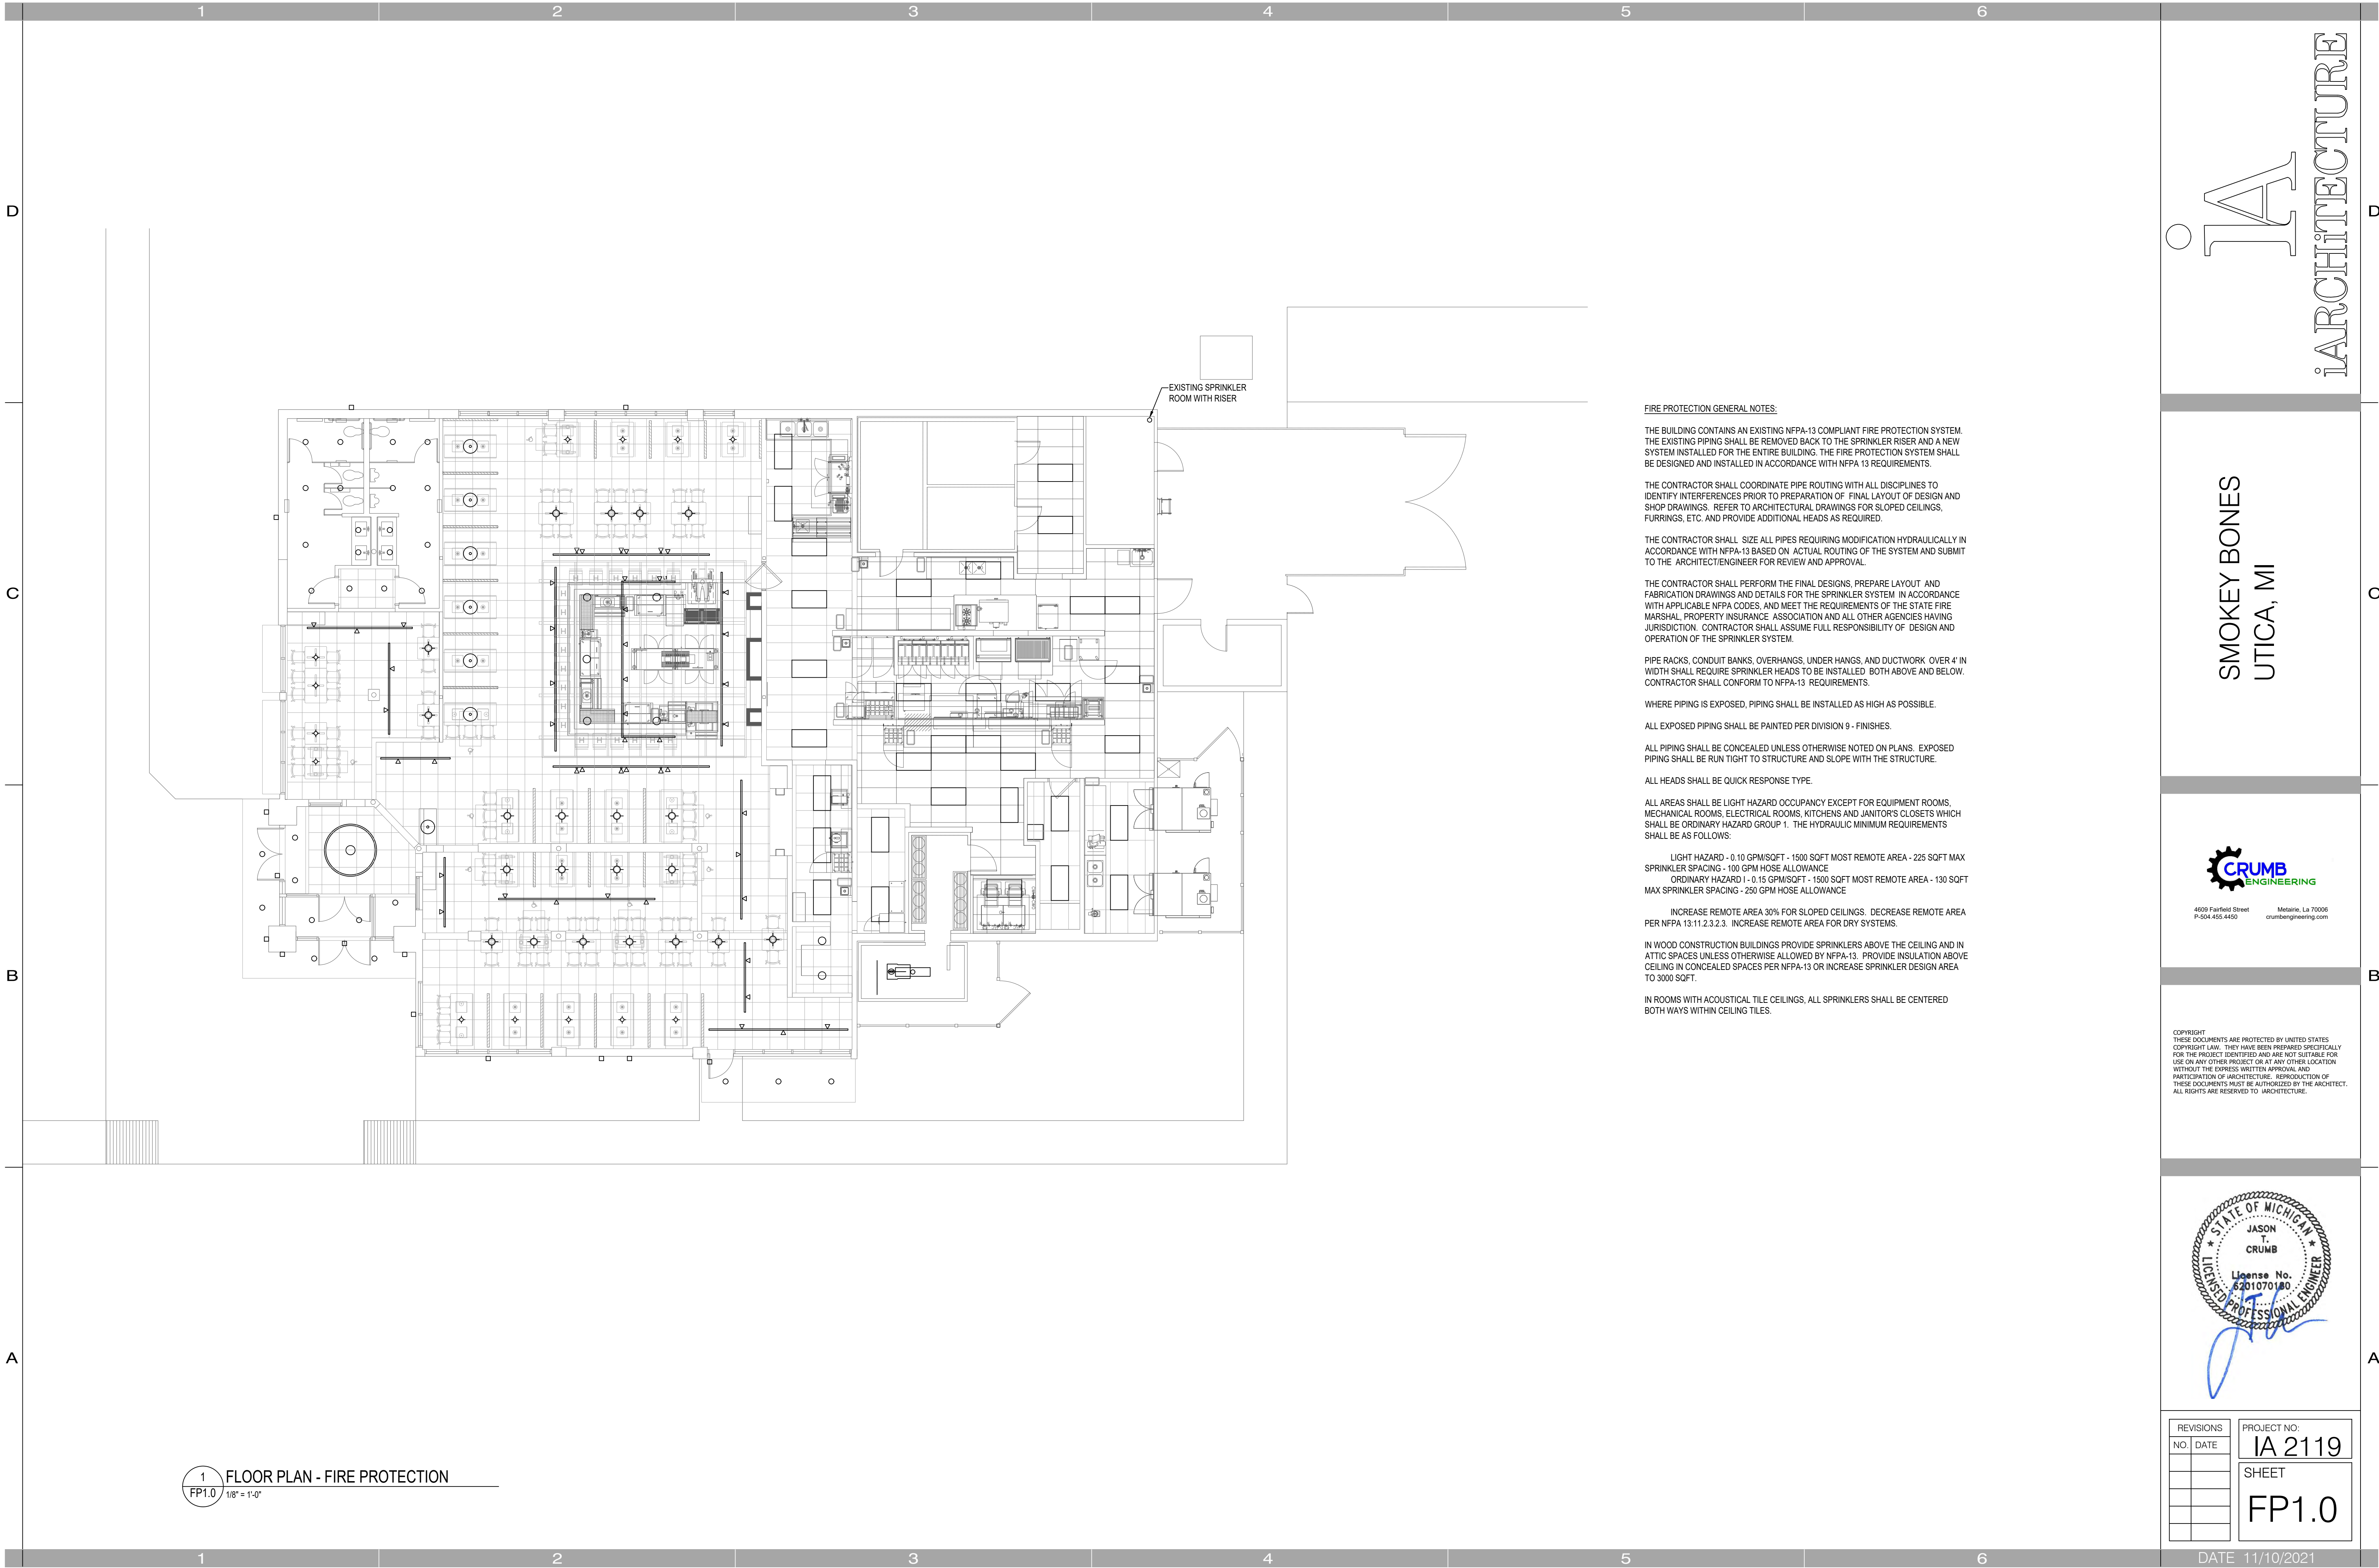 1 2 3 4 5 6
D
C
B
A
D
C
B
A
EXISTING SPRINKLER
ROOM WITH RISER
1
FP1.0
FLOOR PLAN - FIRE PROTECTION
1/8" = 1'-0"
FIRE PROTECTION GENERAL NOTES:
THE BUILDING CONTAINS AN EXISTING NFPA-13 COMPLIANT FIRE PROTECTION SYSTEM.
THE EXISTING PIPING SHALL BE REMOVED BACK TO THE SPRINKLER RISER AND A NEW
SYSTEM INSTALLED FOR THE ENTIRE BUILDING. THE FIRE PROTECTION SYSTEM SHALL
BE DESIGNED AND INSTALLED IN ACCORDANCE WITH NFPA 13 REQUIREMENTS.
THE CONTRACTOR SHALL COORDINATE PIPE ROUTING WITH ALL DISCIPLINES TO
IDENTIFY INTERFERENCES PRIOR TO PREPARATION OF FINAL LAYOUT OF DESIGN AND
SHOP DRAWINGS. REFER TO ARCHITECTURAL DRAWINGS FOR SLOPED CEILINGS,
FURRINGS, ETC. AND PROVIDE ADDITIONAL HEADS AS REQUIRED.
THE CONTRACTOR SHALL SIZE ALL PIPES REQUIRING MODIFICATION HYDRAULICALLY IN
ACCORDANCE WITH NFPA-13 BASED ON ACTUAL ROUTING OF THE SYSTEM AND SUBMIT
TO THE ARCHITECT/ENGINEER FOR REVIEW AND APPROVAL.
THE CONTRACTOR SHALL PERFORM THE FINAL DESIGNS, PREPARE LAYOUT AND
FABRICATION DRAWINGS AND DETAILS FOR THE SPRINKLER SYSTEM IN ACCORDANCE
WITH APPLICABLE NFPA CODES, AND MEET THE REQUIREMENTS OF THE STATE FIRE
MARSHAL, PROPERTY INSURANCE ASSOCIATION AND ALL OTHER AGENCIES HAVING
JURISDICTION. CONTRACTOR SHALL ASSUME FULL RESPONSIBILITY OF DESIGN AND
OPERATION OF THE SPRINKLER SYSTEM.
PIPE RACKS, CONDUIT BANKS, OVERHANGS, UNDER HANGS, AND DUCTWORK OVER 4' IN
WIDTH SHALL REQUIRE SPRINKLER HEADS TO BE INSTALLED BOTH ABOVE AND BELOW.
CONTRACTOR SHALL CONFORM TO NFPA-13 REQUIREMENTS.
WHERE PIPING IS EXPOSED, PIPING SHALL BE INSTALLED AS HIGH AS POSSIBLE.
ALL EXPOSED PIPING SHALL BE PAINTED PER DIVISION 9 - FINISHES.
ALL PIPING SHALL BE CONCEALED UNLESS OTHERWISE NOTED ON PLANS. EXPOSED
PIPING SHALL BE RUN TIGHT TO STRUCTURE AND SLOPE WITH THE STRUCTURE.
ALL HEADS SHALL BE QUICK RESPONSE TYPE.
ALL AREAS SHALL BE LIGHT HAZARD OCCUPANCY EXCEPT FOR EQUIPMENT ROOMS,
MECHANICAL ROOMS, ELECTRICAL ROOMS, KITCHENS AND JANITOR'S CLOSETS WHICH
SHALL BE ORDINARY HAZARD GROUP 1. THE HYDRAULIC MINIMUM REQUIREMENTS
SHALL BE AS FOLLOWS:
LIGHT HAZARD - 0.10 GPM/SQFT - 1500 SQFT MOST REMOTE AREA - 225 SQFT MAX
SPRINKLER SPACING - 100 GPM HOSE ALLOWANCE
ORDINARY HAZARD I - 0.15 GPM/SQFT - 1500 SQFT MOST REMOTE AREA - 130 SQFT
MAX SPRINKLER SPACING - 250 GPM HOSE ALLOWANCE
INCREASE REMOTE AREA 30% FOR SLOPED CEILINGS. DECREASE REMOTE AREA
PER NFPA 13:11.2.3.2.3. INCREASE REMOTE AREA FOR DRY SYSTEMS.
IN WOOD CONSTRUCTION BUILDINGS PROVIDE SPRINKLERS ABOVE THE CEILING AND IN
ATTIC SPACES UNLESS OTHERWISE ALLOWED BY NFPA-13. PROVIDE INSULATION ABOVE
CEILING IN CONCEALED SPACES PER NFPA-13 OR INCREASE SPRINKLER DESIGN AREA
TO 3000 SQFT.
IN ROOMS WITH ACOUSTICAL TILE CEILINGS, ALL SPRINKLERS SHALL BE CENTERED
BOTH WAYS WITHIN CEILING TILES.
iA
iARCHiTECTURE
SMOKEY BONES
UTICA, MI
CRUMB
ENGINEERING
4609 Fairfield Street Metairie, La 70006
P-504.455.4450 crumbengineering.com
COPYRIGHT
THESE DOCUMENTS ARE PROTECTED BY UNITED STATES
COPYRIGHT LAW. THEY HAVE BEEN PREPARED SPECIFICALLY
FOR THE PROJECT IDENTIFIED AND ARE NOT SUITABLE FOR
USE ON ANY OTHER PROJECT OR AT ANY OTHER LOCATION
WITHOUT THE EXPRESS WRITTEN APPROVAL AND
PARTICIPATION OF iARCHITECTURE. REPRODUCTION OF
THESE DOCUMENTS MUST BE AUTHORIZED BY THE ARCHITECT.
ALL RIGHTS ARE RESERVED TO iARCHITECTURE.
STATE OF MICHIGAN
JASON
T.
CRUMB
License No.
6201070180
LICENSED PROFESSIONAL ENGINEER
REVISIONS
NO. DATE
PROJECT NO:
IA 2119
SHEET
FP1.0
1 2 3 4 5 6
DATE 11/10/2021